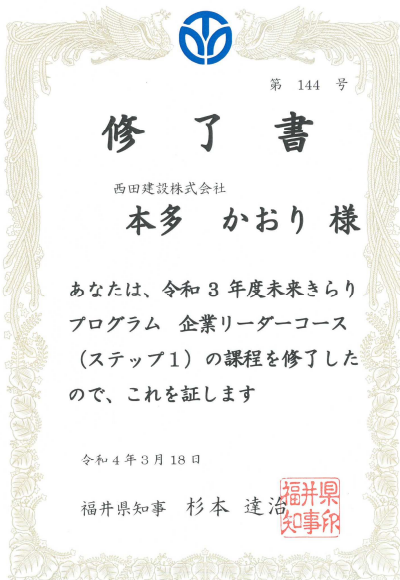 第 144 号
修了書
西田建設株式会社
本多 かおり 様
あなたは、令和3年度未来きらり
プログラム 企業リーダーコース
（ステップ1）の課程を修了した
ので、これを証します
令和4年3月18日
福井県知事 杉本 達治
福井県
知事印